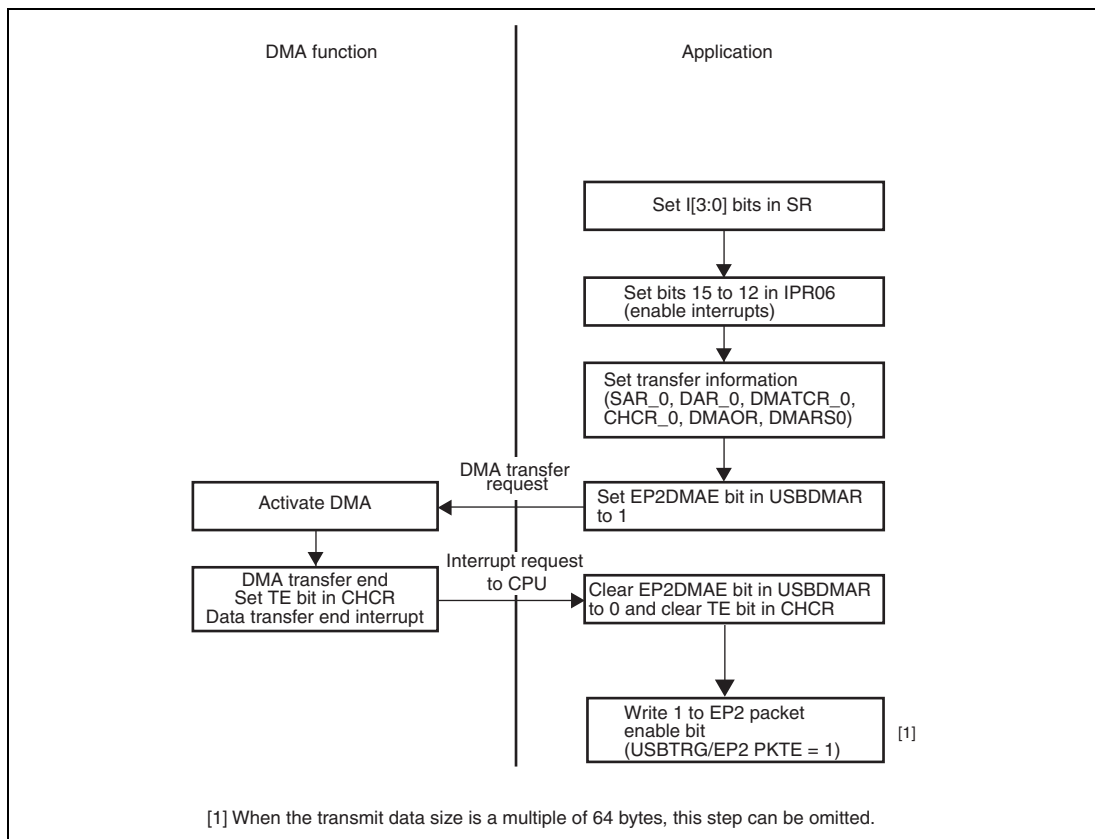 DMA function
Application
Set I[3:0] bits in SR
Set bits 15 to 12 in IPR06
(enable interrupts)
Set transfer information
(SAR_0, DAR_0, DMATCR_0,
CHCR_0, DMAOR, DMARS0)
DMA transfer
request
Set EP2DMAE bit in USBDMAR
to 1
Activate DMA
DMA transfer end
Set TE bit in CHCR
Data transfer end interrupt
Interrupt request
to CPU
Clear EP2DMAE bit in USBDMAR
to 0 and clear TE bit in CHCR
Write 1 to EP2 packet
enable bit
(USBTRG/EP2 PKTE = 1)
[1]
[1] When the transmit data size is a multiple of 64 bytes, this step can be omitted.